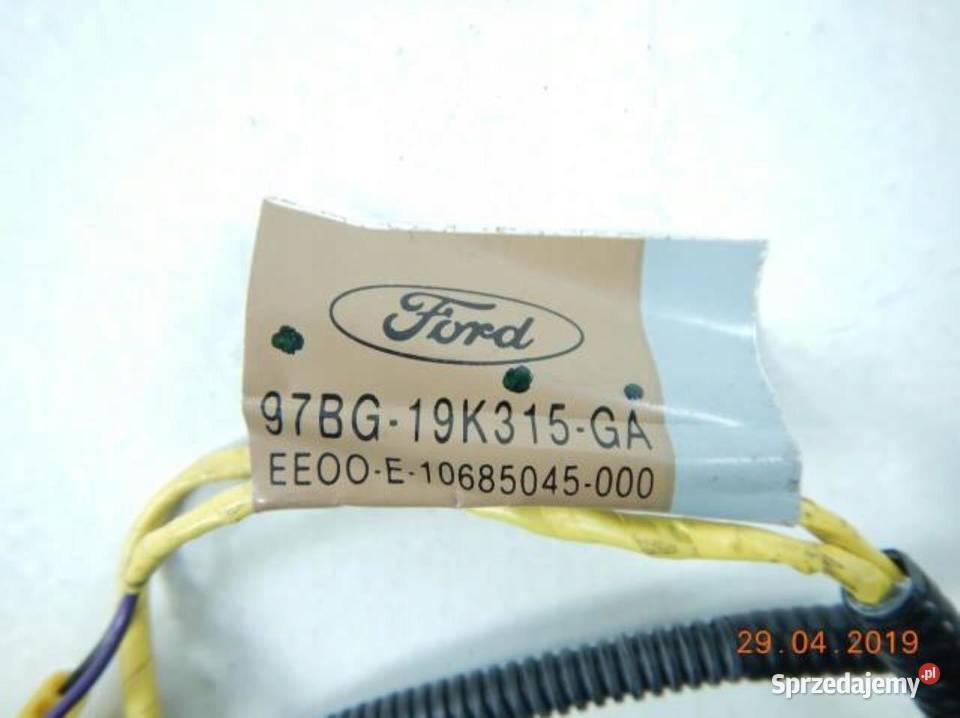 Ford
97BG-19K315-GA
EEOO-E-10685045-000
29.04.2019
Sprzedajemy.pl